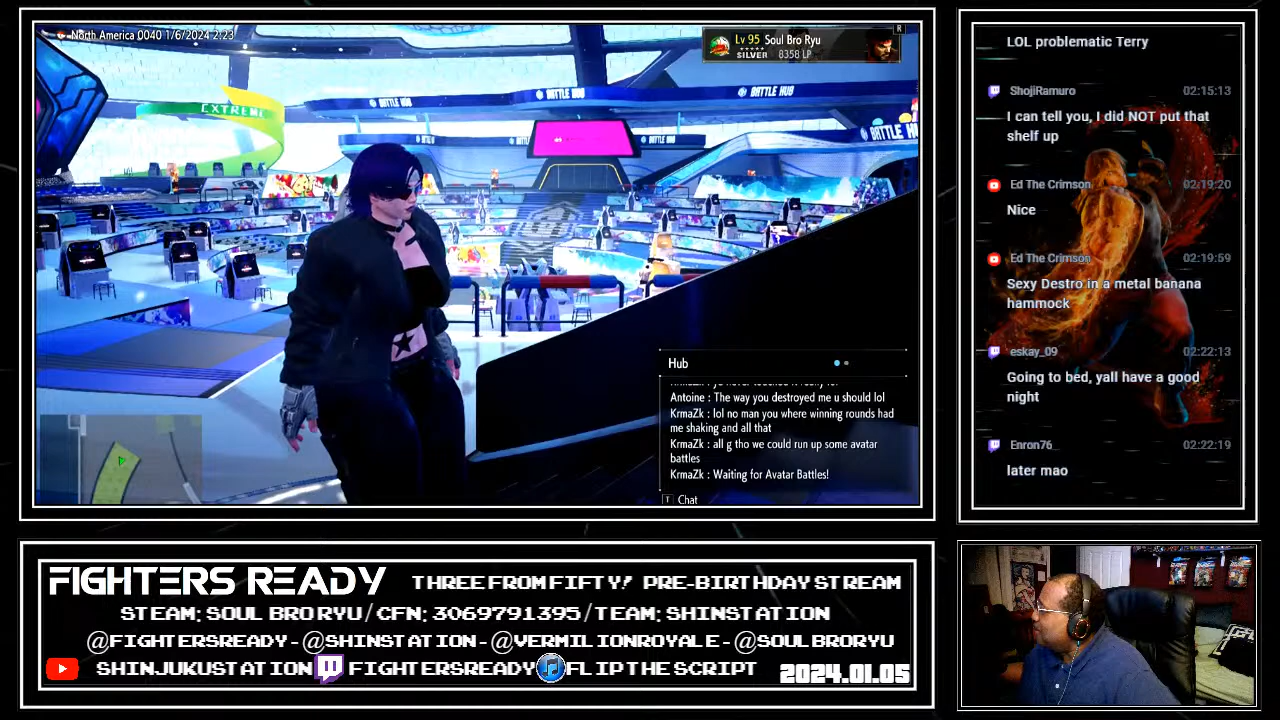 North America 0040 1/6/2024 2:23
Lv 95 Soul Bro Ryu
SILVER 8358 LP
R
EXTREME
BATTLE HUB
BATTLE HUB
BATTLE HUB
BATTLE HUB
Hub
Antoine : The way you destroyed me u should lol
KrmaZk : lol no man you where winning rounds had
me shaking and all that
KrmaZk : all g tho we could run up some avatar
battles
KrmaZk : Waiting for Avatar Battles!
T Chat
LOL problematic Terry
ShojiRamuro 02:15:13
I can tell you, I did NOT put that
shelf up
Ed The Crimson 02:19:20
Nice
Ed The Crimson 02:19:59
Sexy Destro in a metal banana
hammock
eskay_09 02:22:13
Going to bed, yall have a good
night
Enron76_ 02:22:19
later mao
FIGHTERS READY THREE FROM FIFTY! PRE-BIRTHDAY STREAM
STEAM: SOUL BRO RYU / CFN: 3069791395 / TEAM: SHINSTATION
@FIGHTERSREADY - @SHINSTATION - @VERMILIONROYALE - @SOULBRORYU
SHINJUKUSTATION FIGHTERSREADY FLIP THE SCRIPT 2024.01.05